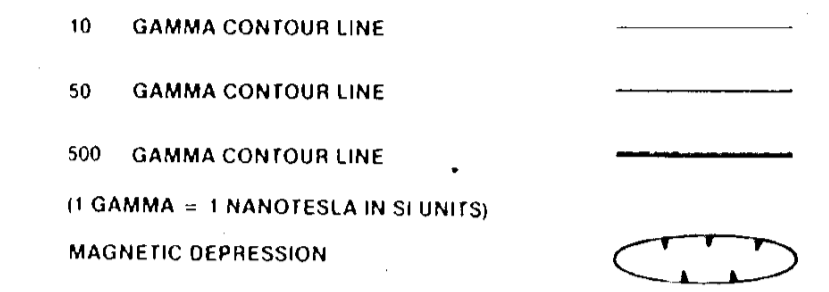 10 GAMMA CONTOUR LINE
50 GAMMA CONTOUR LINE
500 GAMMA CONTOUR LINE
(1 GAMMA = 1 NANOTESLA IN SI UNITS)
MAGNETIC DEPRESSION